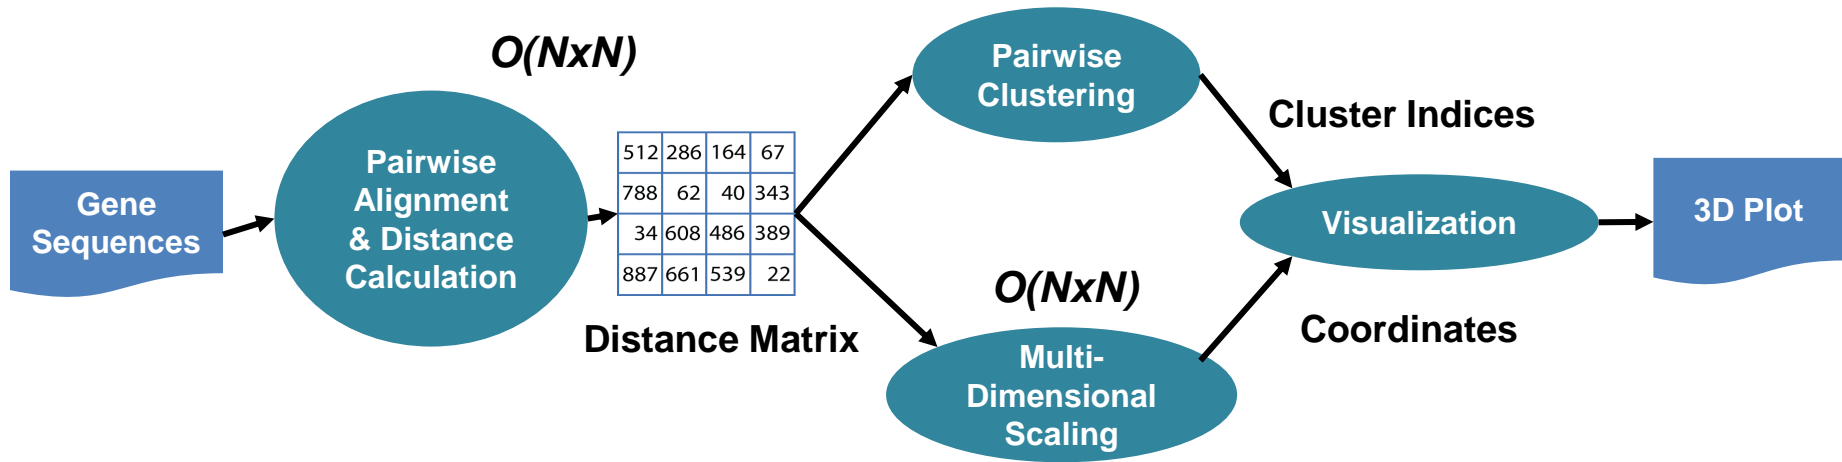 O(NxN)
Pairwise
Clustering
Cluster Indices
Gene
Sequences
Pairwise
Alignment
& Distance
Calculation
512 286 164 67
788 62 40 343
34 608 486 389
887 661 539 22
Distance Matrix
Visualization
3D Plot
O(NxN)
Coordinates
Multi-
Dimensional
Scaling